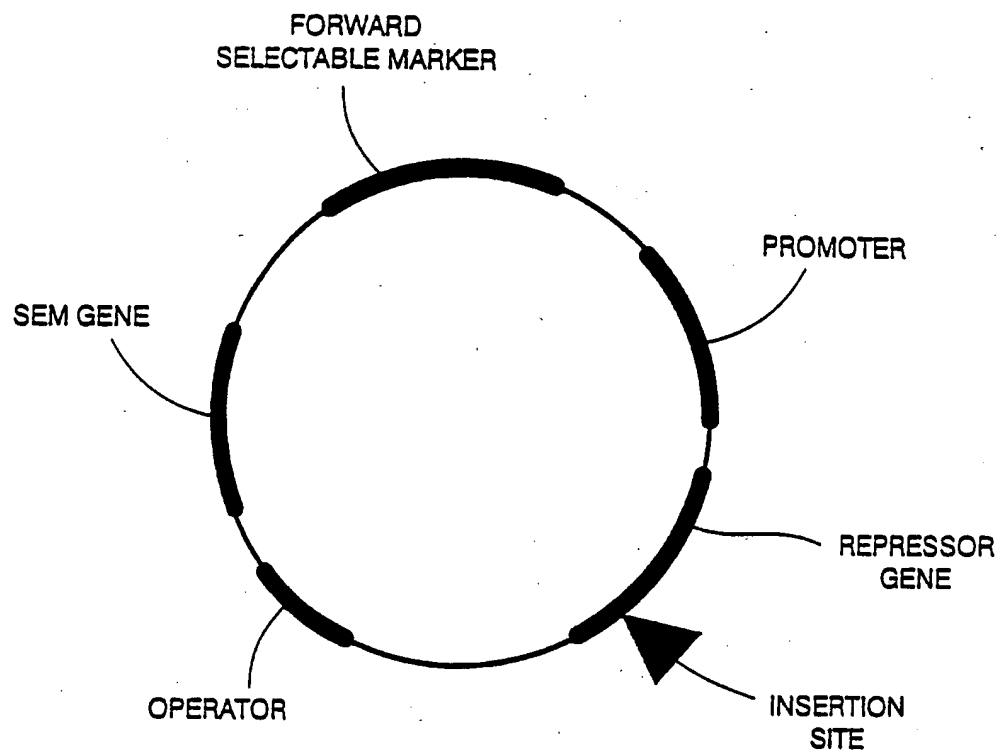 FORWARD
SELECTABLE MARKER
PROMOTER
SEM GENE
REPRESSOR
GENE
OPERATOR
INSERTION
SITE